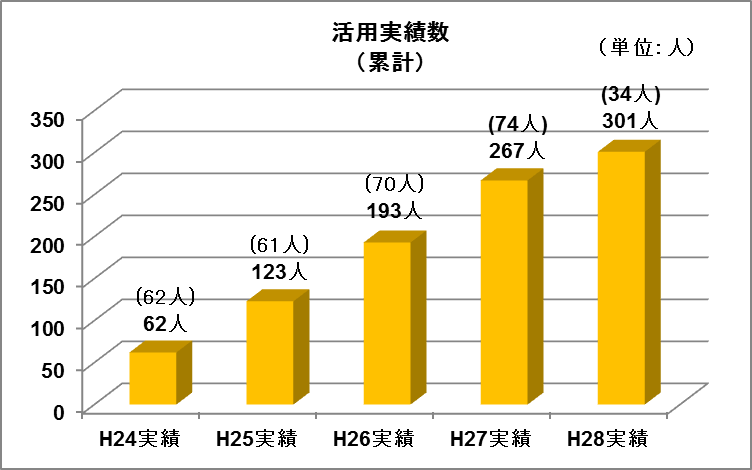 活用実績数
（累計）
（単位：人）
350
300
250
200
150
100
50
0
(62人)
62人
(61人)
123人
(70人)
193人
(74人)
267人
(34人)
301人
H24実績
H25実績
H26実績
H27実績
H28実績